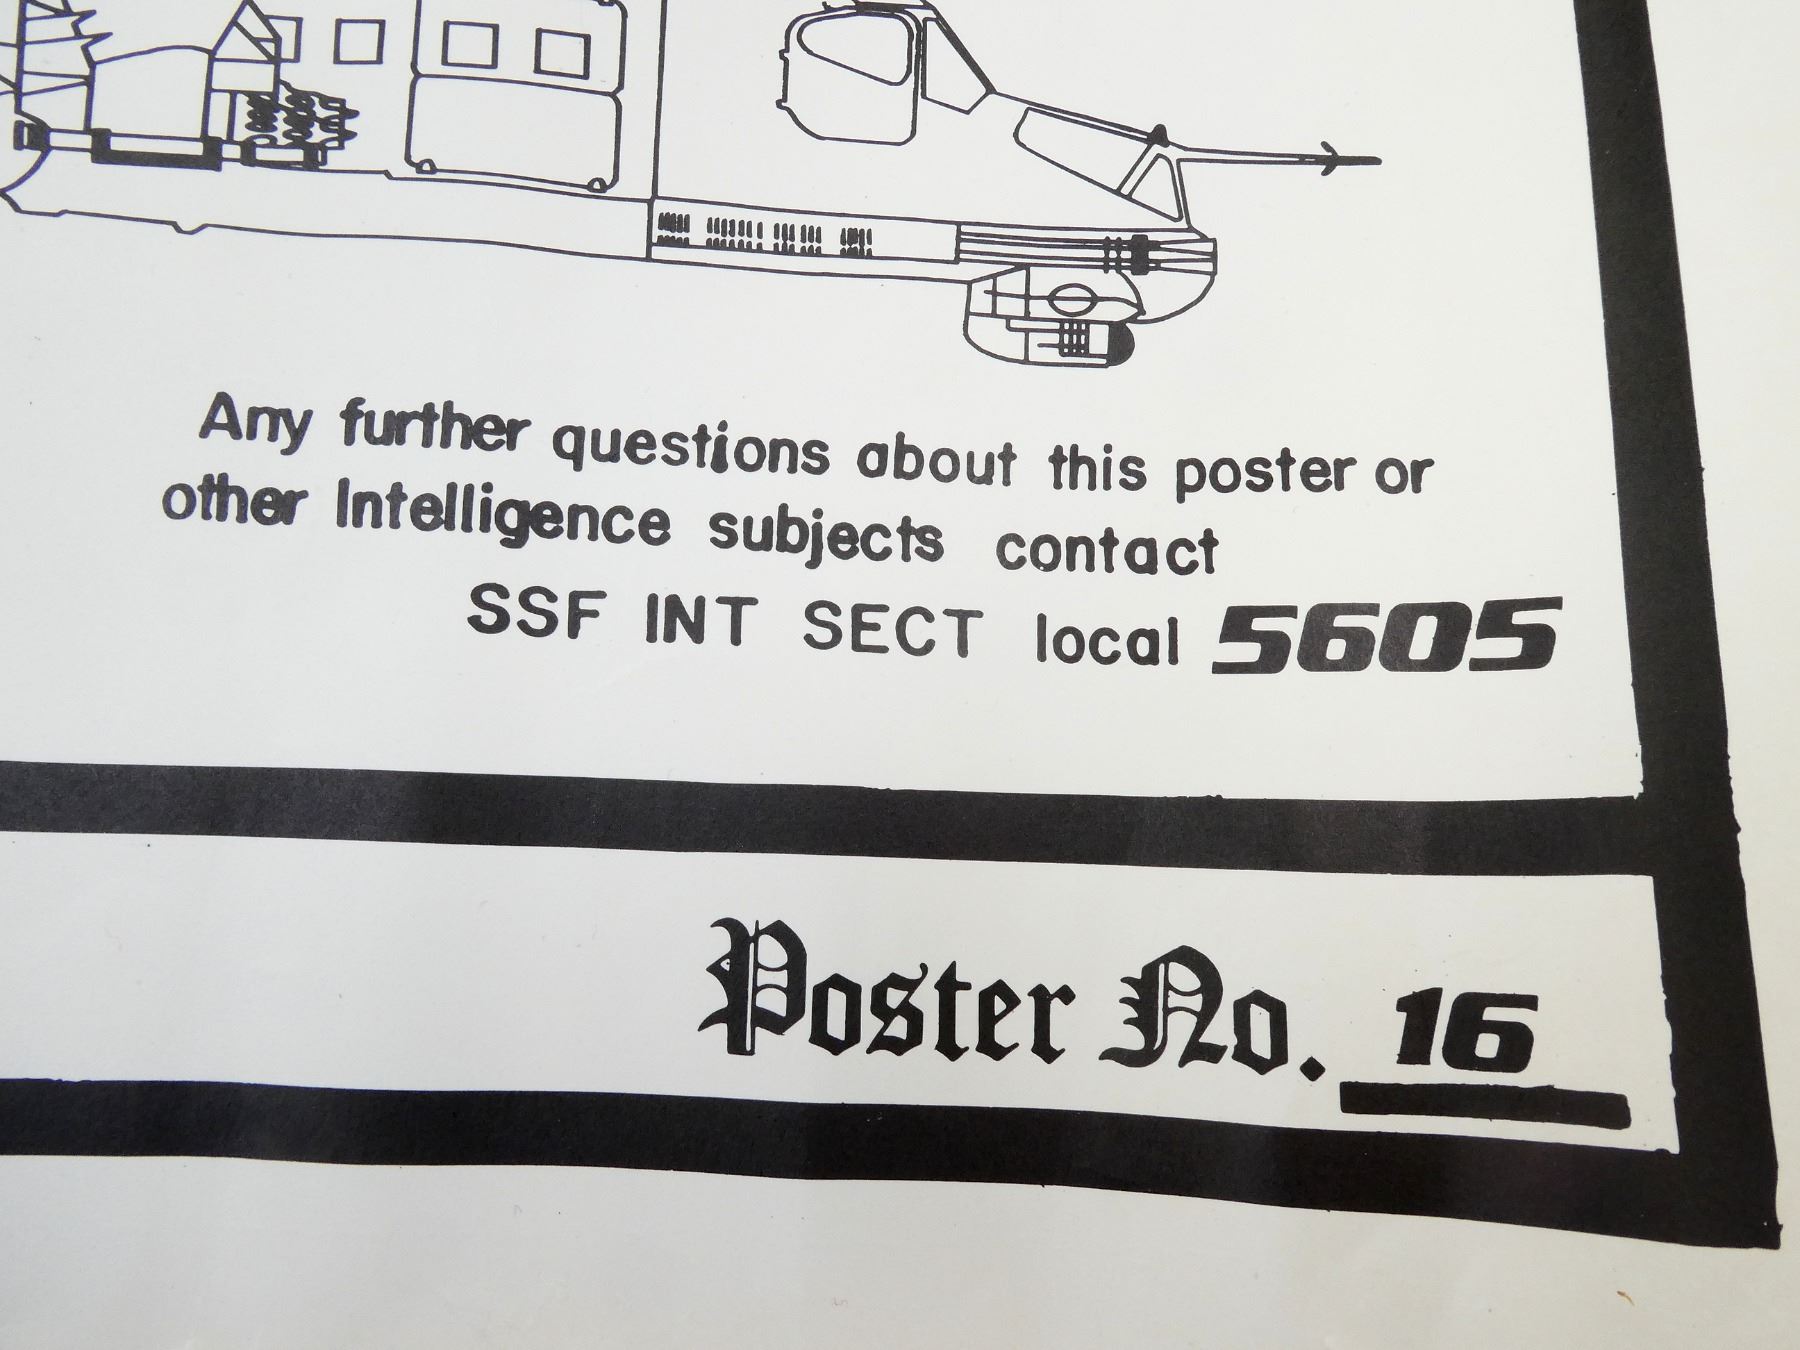 Any further questions about this poster or
other Intelligence subjects contact
SSF INT SECT local 5605
Poster No. 16